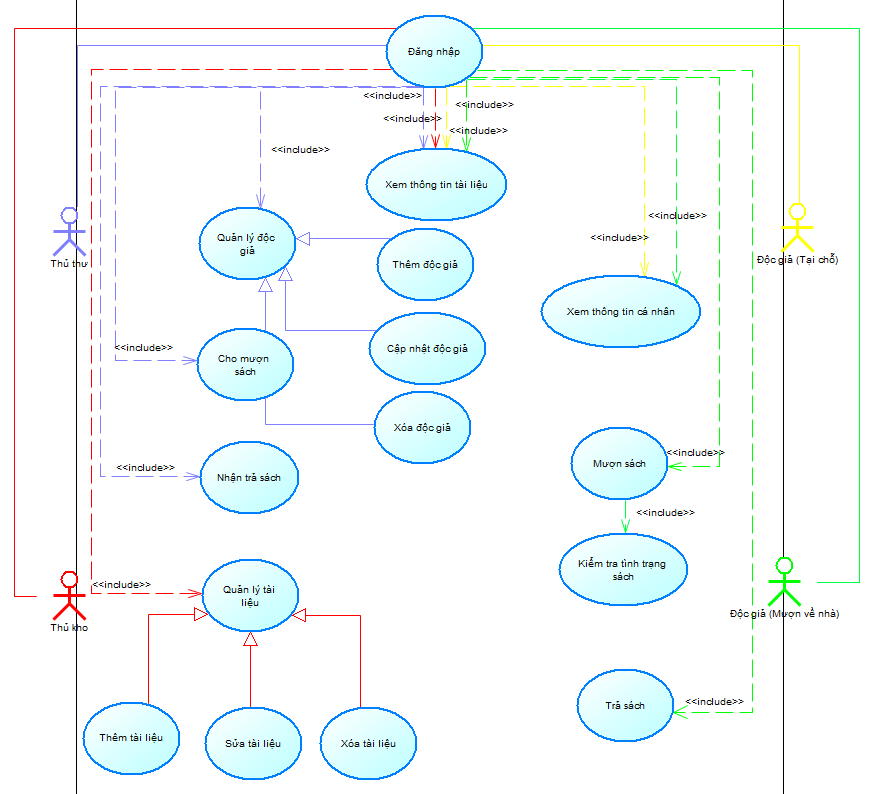 Đăng nhập
<<include>>
<<include>>
<<include>>
<<include>>
<<include>>
Xem thông tin tài liệu
<<include>>
<<include>>
Thủ thư
Quản lý độc
giả
Thêm độc giả
Độc giả (Tại chỗ)
Xem thông tin cá nhân
<<include>>
Cho mượn
sách
Cập nhật độc giả
Xóa độc giả
<<include>>
Nhận trả sách
Mượn sách
<<include>>
<<include>>
Kiểm tra tình trạng
sách
<<include>>
Quản lý tài
liệu
Thủ kho
Độc giả (Mượn về nhà)
Thêm tài liệu
Sửa tài liệu
Xóa tài liệu
Trả sách
<<include>>